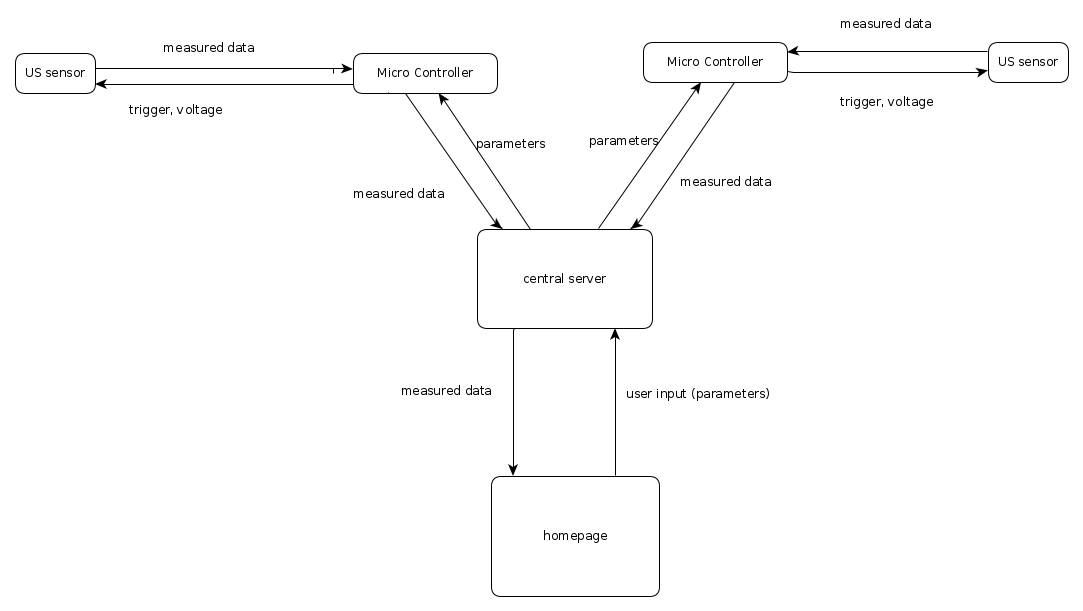 measured data
measured data
US sensor
Micro Controller
Micro Controller
US sensor
trigger, voltage
trigger, voltage
parameters
parameters
measured data
measured data
central server
measured data
user input (parameters)
homepage